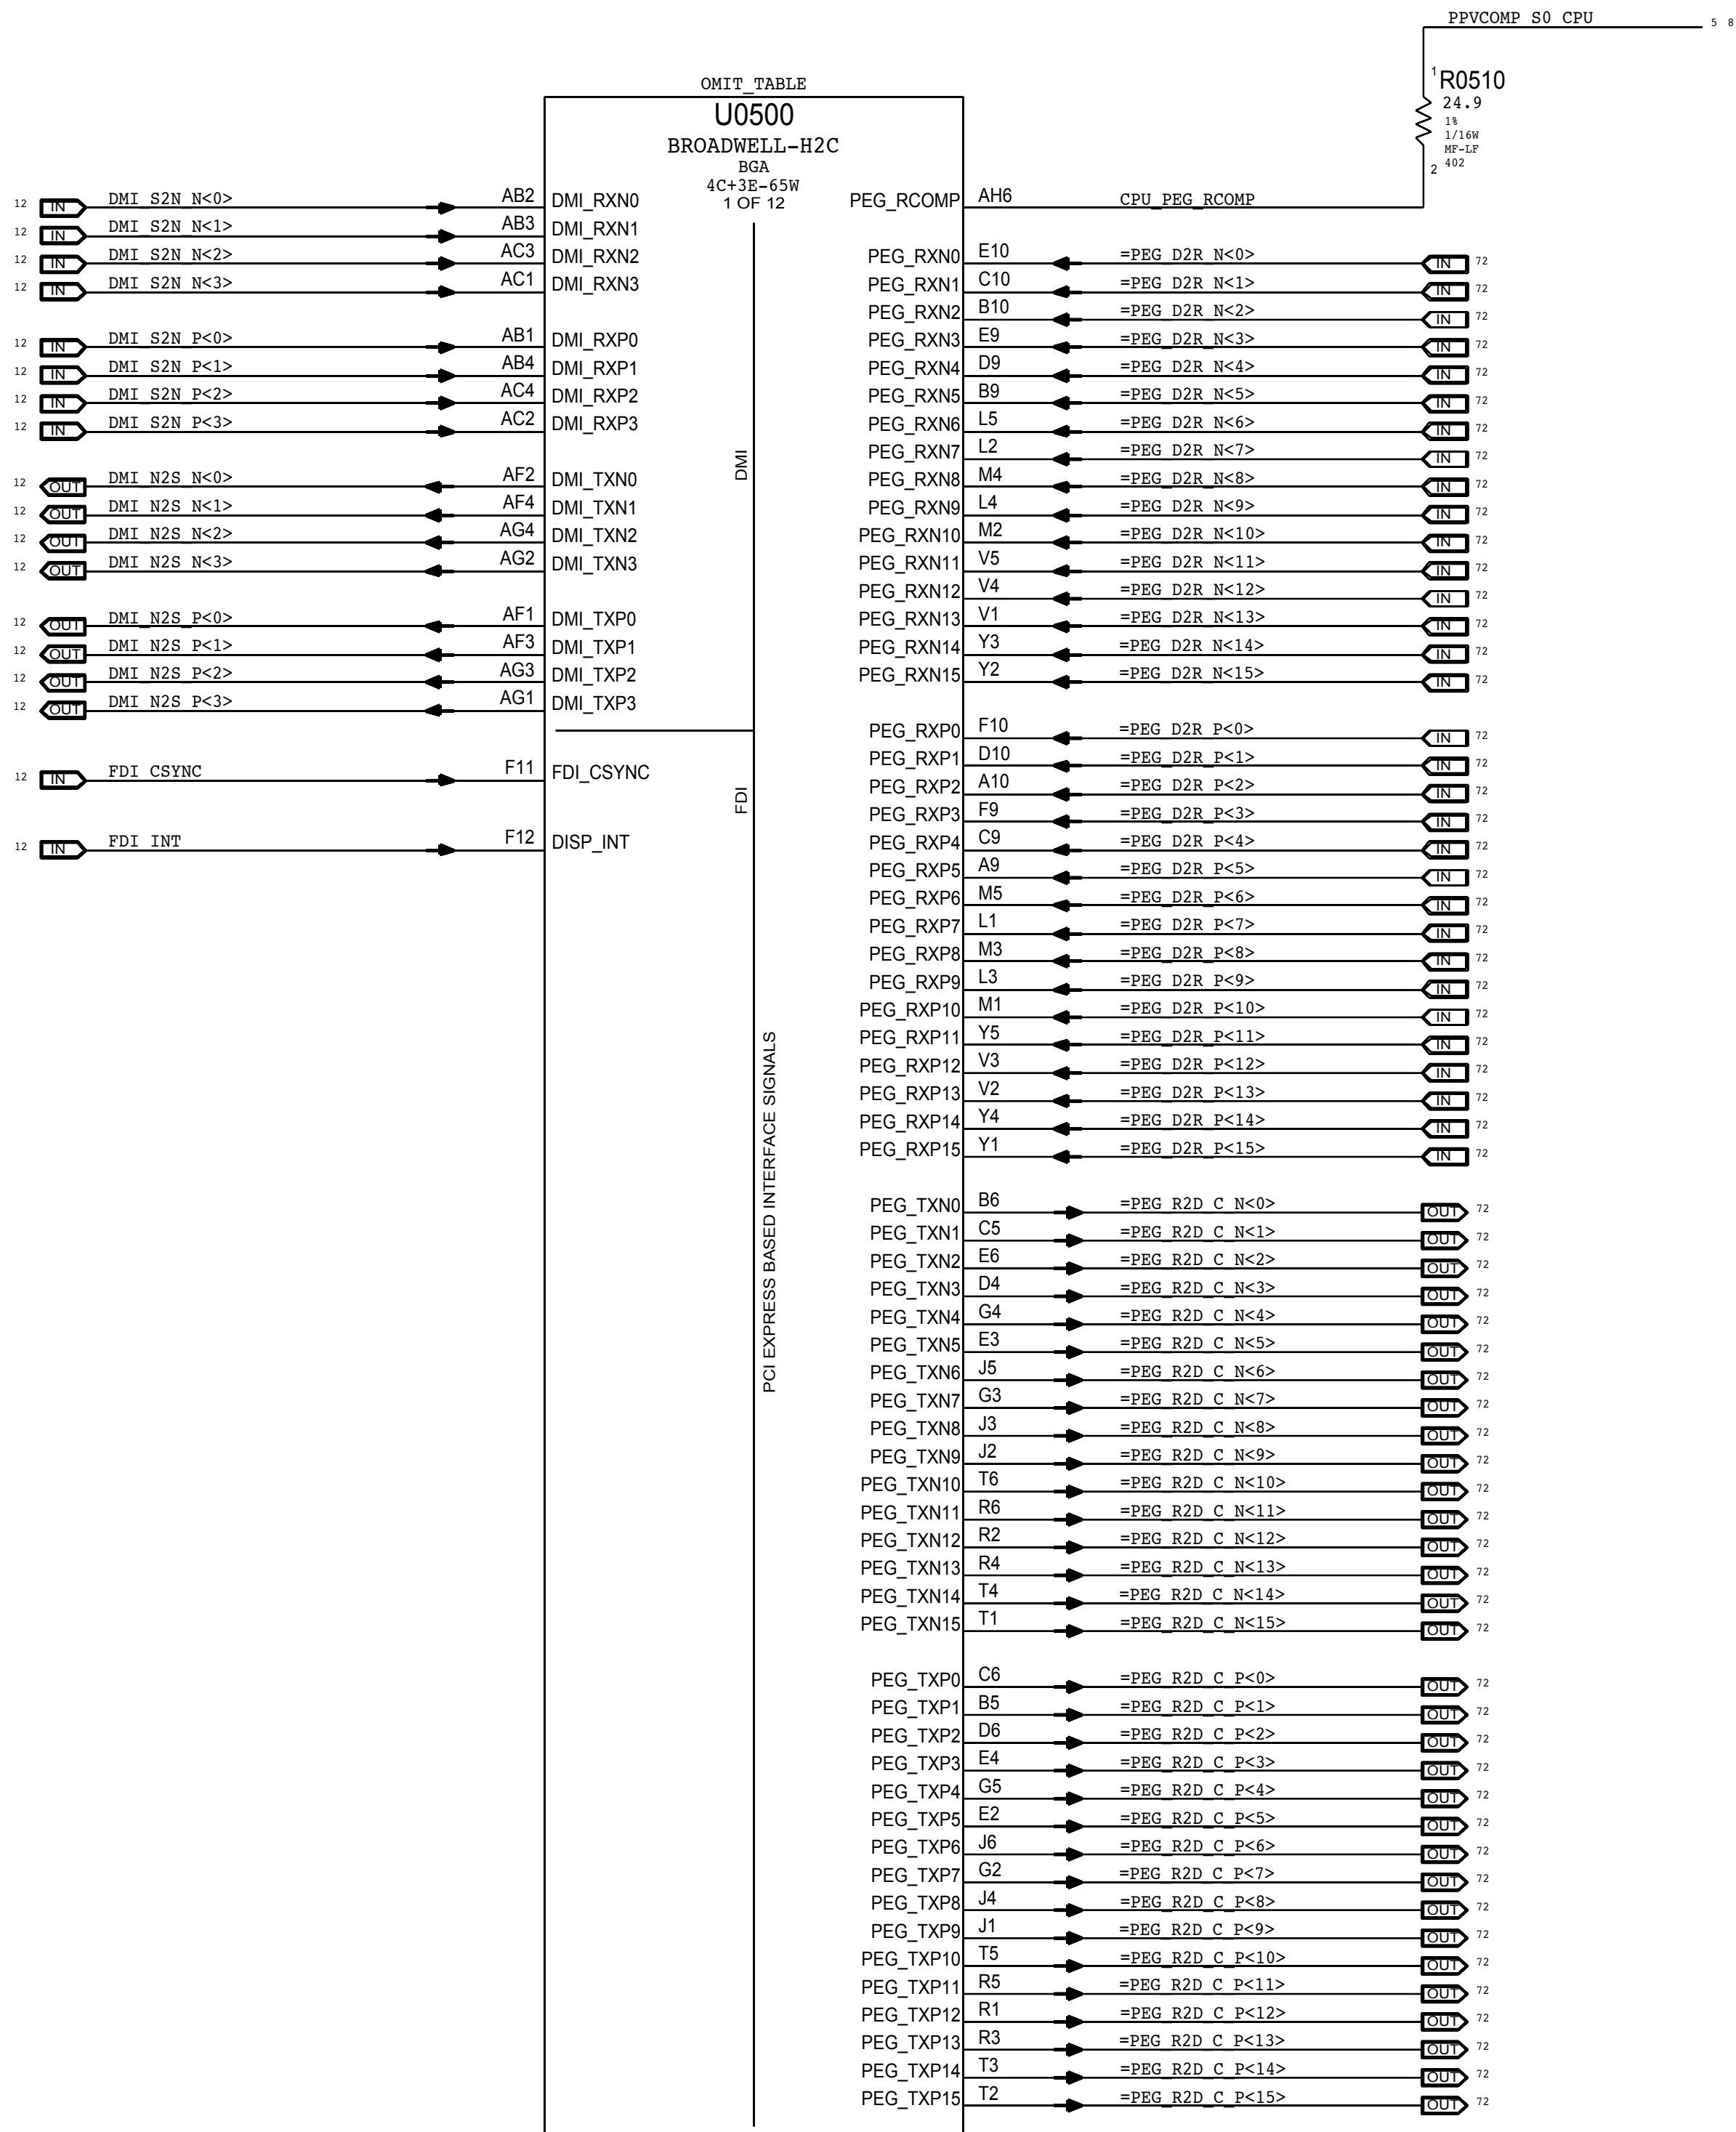 PPVCOMP_S0_CPU 5 8
R0510
1
24.9
1%
1/16W
MF-LF
402
2
OMIT_TABLE
U0500
BROADWELL-H2C
BGA
4C+3E-65W
1 OF 12
12 IN DMI_S2N_N<0> AB2 DMI_RXN0
12 IN DMI_S2N_N<1> AB3 DMI_RXN1
12 IN DMI_S2N_N<2> AC3 DMI_RXN2
12 IN DMI_S2N_N<3> AC1 DMI_RXN3
12 IN DMI_S2N_P<0> AB1 DMI_RXP0
12 IN DMI_S2N_P<1> AB4 DMI_RXP1
12 IN DMI_S2N_P<2> AC4 DMI_RXP2
12 IN DMI_S2N_P<3> AC2 DMI_RXP3
12 OUT DMI_N2S_N<0> AF2 DMI_TXN0
12 OUT DMI_N2S_N<1> AF4 DMI_TXN1
12 OUT DMI_N2S_N<2> AG4 DMI_TXN2
12 OUT DMI_N2S_N<3> AG2 DMI_TXN3
12 OUT DMI_N2S_P<0> AF1 DMI_TXP0
12 OUT DMI_N2S_P<1> AF3 DMI_TXP1
12 OUT DMI_N2S_P<2> AG3 DMI_TXP2
12 OUT DMI_N2S_P<3> AG1 DMI_TXP3
12 IN FDI_CSYNC F11 FDI_CSYNC
12 IN FDI_INT F12 DISP_INT
DMI
FDI
PCI EXPRESS BASED INTERFACE SIGNALS
PEG_RCOMP AH6 CPU_PEG_RCOMP
PEG_RXN0 E10 =PEG_D2R_N<0> IN 72
PEG_RXN1 C10 =PEG_D2R_N<1> IN 72
PEG_RXN2 B10 =PEG_D2R_N<2> IN 72
PEG_RXN3 E9 =PEG_D2R_N<3> IN 72
PEG_RXN4 D9 =PEG_D2R_N<4> IN 72
PEG_RXN5 B9 =PEG_D2R_N<5> IN 72
PEG_RXN6 L5 =PEG_D2R_N<6> IN 72
PEG_RXN7 L2 =PEG_D2R_N<7> IN 72
PEG_RXN8 M4 =PEG_D2R_N<8> IN 72
PEG_RXN9 L4 =PEG_D2R_N<9> IN 72
PEG_RXN10 M2 =PEG_D2R_N<10> IN 72
PEG_RXN11 V5 =PEG_D2R_N<11> IN 72
PEG_RXN12 V4 =PEG_D2R_N<12> IN 72
PEG_RXN13 V1 =PEG_D2R_N<13> IN 72
PEG_RXN14 Y3 =PEG_D2R_N<14> IN 72
PEG_RXN15 Y2 =PEG_D2R_N<15> IN 72
PEG_RXP0 F10 =PEG_D2R_P<0> IN 72
PEG_RXP1 D10 =PEG_D2R_P<1> IN 72
PEG_RXP2 A10 =PEG_D2R_P<2> IN 72
PEG_RXP3 F9 =PEG_D2R_P<3> IN 72
PEG_RXP4 C9 =PEG_D2R_P<4> IN 72
PEG_RXP5 A9 =PEG_D2R_P<5> IN 72
PEG_RXP6 M5 =PEG_D2R_P<6> IN 72
PEG_RXP7 L1 =PEG_D2R_P<7> IN 72
PEG_RXP8 M3 =PEG_D2R_P<8> IN 72
PEG_RXP9 L3 =PEG_D2R_P<9> IN 72
PEG_RXP10 M1 =PEG_D2R_P<10> IN 72
PEG_RXP11 Y5 =PEG_D2R_P<11> IN 72
PEG_RXP12 V3 =PEG_D2R_P<12> IN 72
PEG_RXP13 V2 =PEG_D2R_P<13> IN 72
PEG_RXP14 Y4 =PEG_D2R_P<14> IN 72
PEG_RXP15 Y1 =PEG_D2R_P<15> IN 72
PEG_TXN0 B6 =PEG_R2D_C_N<0> OUT 72
PEG_TXN1 C5 =PEG_R2D_C_N<1> OUT 72
PEG_TXN2 E6 =PEG_R2D_C_N<2> OUT 72
PEG_TXN3 D4 =PEG_R2D_C_N<3> OUT 72
PEG_TXN4 G4 =PEG_R2D_C_N<4> OUT 72
PEG_TXN5 E3 =PEG_R2D_C_N<5> OUT 72
PEG_TXN6 J5 =PEG_R2D_C_N<6> OUT 72
PEG_TXN7 G3 =PEG_R2D_C_N<7> OUT 72
PEG_TXN8 J3 =PEG_R2D_C_N<8> OUT 72
PEG_TXN9 J2 =PEG_R2D_C_N<9> OUT 72
PEG_TXN10 T6 =PEG_R2D_C_N<10> OUT 72
PEG_TXN11 R6 =PEG_R2D_C_N<11> OUT 72
PEG_TXN12 R2 =PEG_R2D_C_N<12> OUT 72
PEG_TXN13 R4 =PEG_R2D_C_N<13> OUT 72
PEG_TXN14 T4 =PEG_R2D_C_N<14> OUT 72
PEG_TXN15 T1 =PEG_R2D_C_N<15> OUT 72
PEG_TXP0 C6 =PEG_R2D_C_P<0> OUT 72
PEG_TXP1 B5 =PEG_R2D_C_P<1> OUT 72
PEG_TXP2 D6 =PEG_R2D_C_P<2> OUT 72
PEG_TXP3 E4 =PEG_R2D_C_P<3> OUT 72
PEG_TXP4 G5 =PEG_R2D_C_P<4> OUT 72
PEG_TXP5 E2 =PEG_R2D_C_P<5> OUT 72
PEG_TXP6 J6 =PEG_R2D_C_P<6> OUT 72
PEG_TXP7 G2 =PEG_R2D_C_P<7> OUT 72
PEG_TXP8 J4 =PEG_R2D_C_P<8> OUT 72
PEG_TXP9 J1 =PEG_R2D_C_P<9> OUT 72
PEG_TXP10 T5 =PEG_R2D_C_P<10> OUT 72
PEG_TXP11 R5 =PEG_R2D_C_P<11> OUT 72
PEG_TXP12 R1 =PEG_R2D_C_P<12> OUT 72
PEG_TXP13 R3 =PEG_R2D_C_P<13> OUT 72
PEG_TXP14 T3 =PEG_R2D_C_P<14> OUT 72
PEG_TXP15 T2 =PEG_R2D_C_P<15> OUT 72